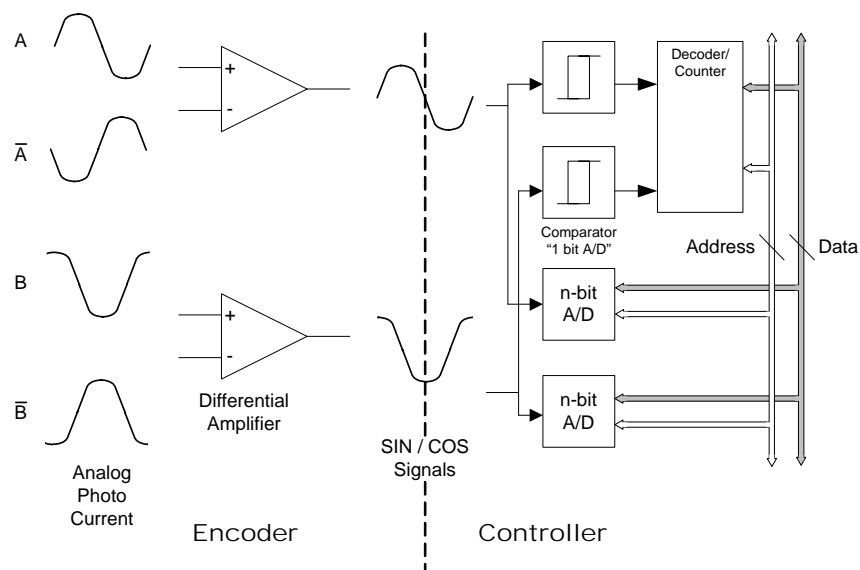 A
A̅
B
B̅
Analog
Photo
Current
+
-
+
-
Differential
Amplifier
SIN / COS
Signals
Encoder
Controller
Decoder/
Counter
Comparator
“1 bit A/D”
Address
Data
n-bit
A/D
n-bit
A/D